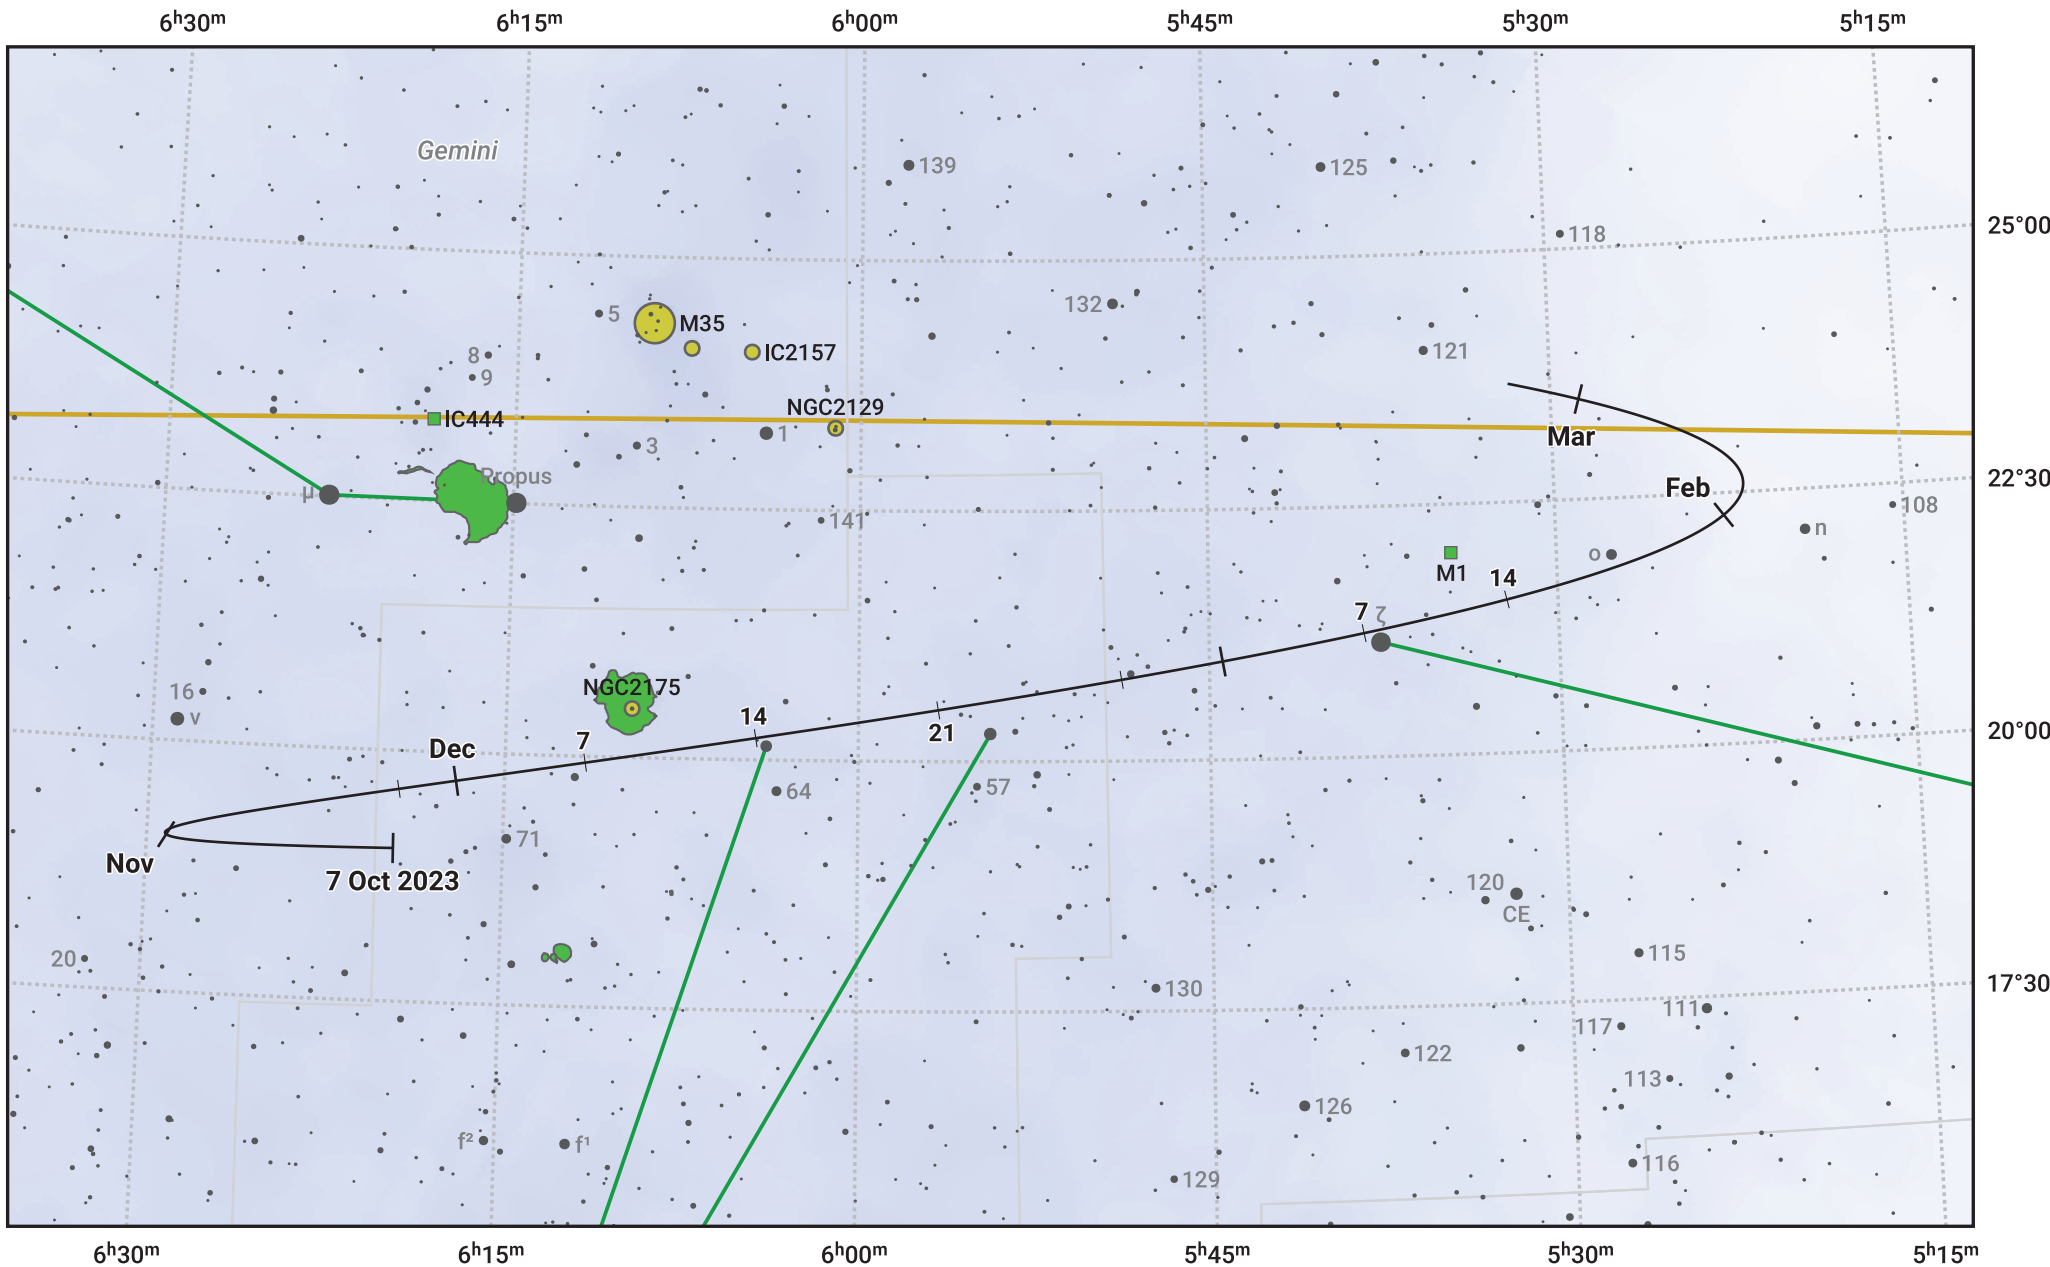 6ʰ30ᵐ 6ʰ15ᵐ 6ʰ00ᵐ 5ʰ45ᵐ 5ʰ30ᵐ 5ʰ15ᵐ
Gemini
139
125
25°00
118
132
5
M35
IC2157
121
8
9
IC444
NGC2129
1
3
Mar
22°30
μ
Propus
141
Feb
108
n
o
M1
14
7
ζ
16
ν
NGC2175
20°00
14
21
Dec
7
64
57
71
Nov
7 Oct 2023
120
CE
115
20
17°30
130
111
117
122
113
126
f²
f¹
116
129
6ʰ30ᵐ 6ʰ15ᵐ 6ʰ00ᵐ 5ʰ45ᵐ 5ʰ30ᵐ 5ʰ15ᵐ